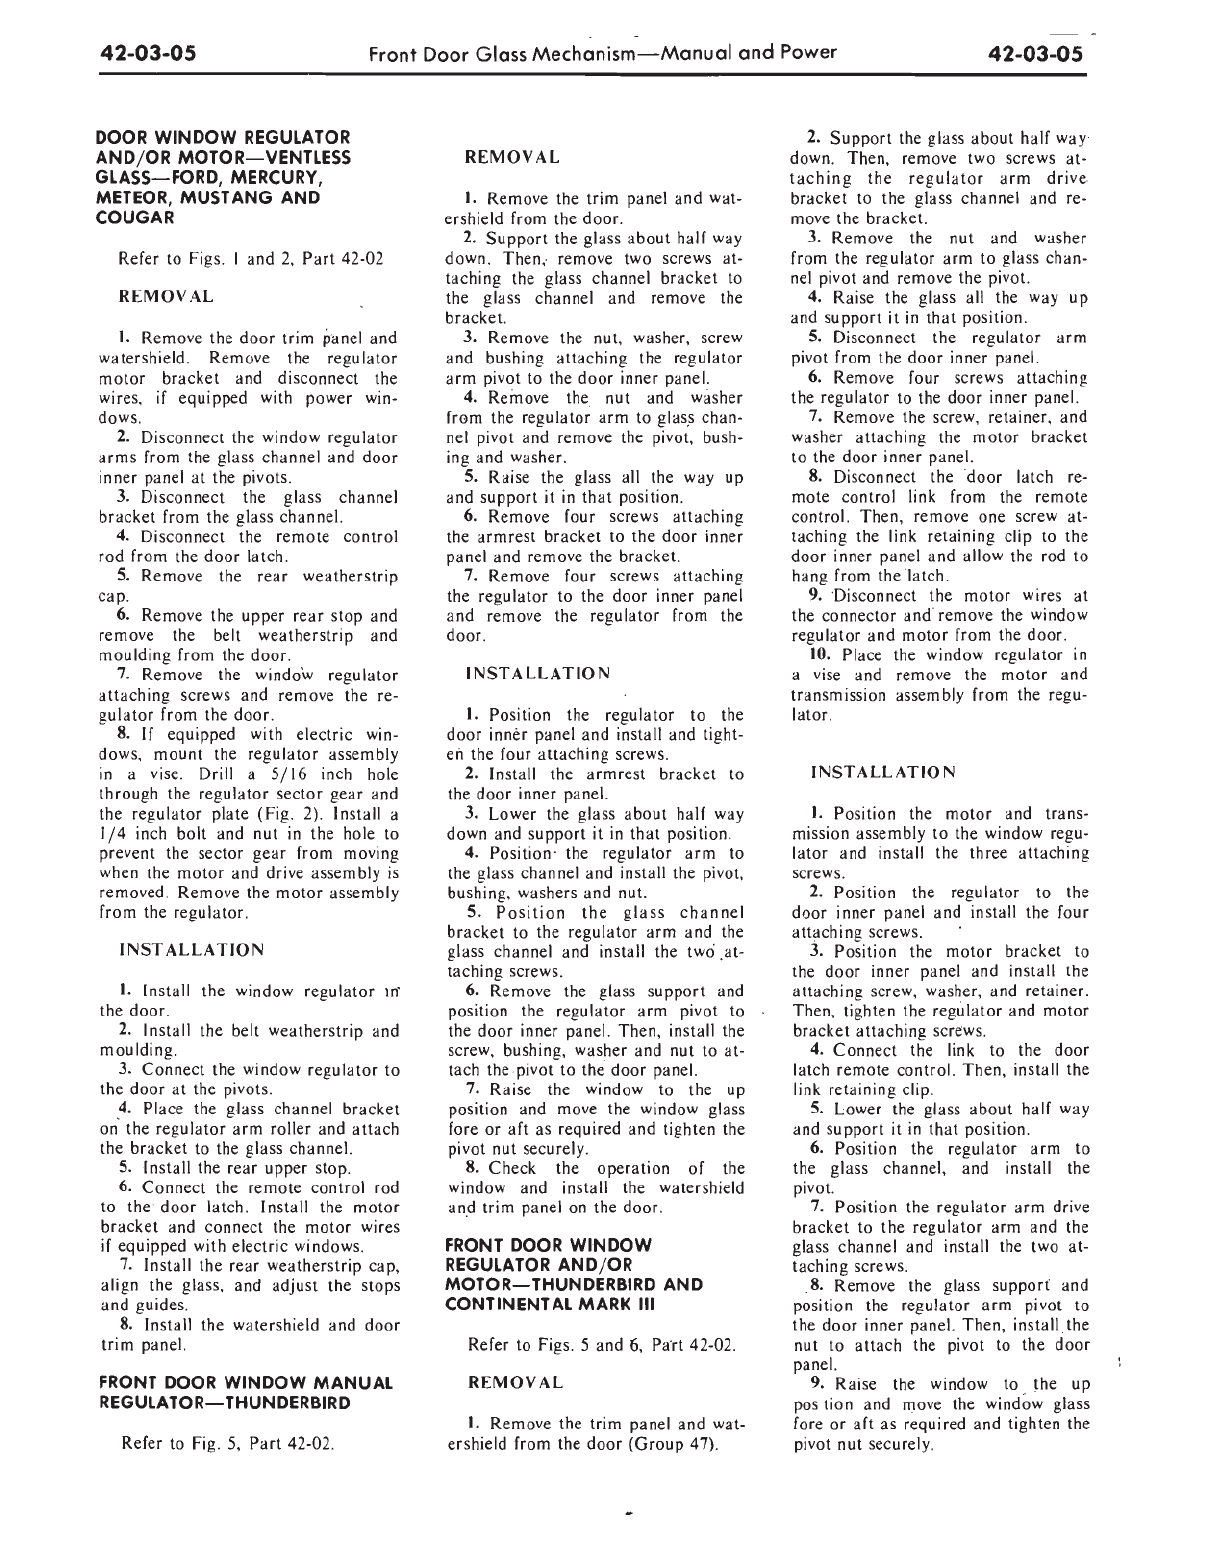 42-03-05 Front Door Glass Mechanism—Manual and Power 42-03-05
DOOR WINDOW REGULATOR
AND/OR MOTOR—VENTLESS
GLASS—FORD, MERCURY,
METEOR, MUSTANG AND
COUGAR
Refer to Figs. 1 and 2, Part 42-02
REMOVAL
1. Remove the door trim panel and
watershield. Remove the regulator
motor bracket and disconnect the
wires, if equipped with power win-
dows.
2. Disconnect the window regulator
arms from the glass channel and door
inner panel at the pivots.
3. Disconnect the glass channel
bracket from the glass channel.
4. Disconnect the remote control
rod from the door latch.
5. Remove the rear weatherstrip
cap.
6. Remove the upper rear stop and
remove the belt weatherstrip and
moulding from the door.
7. Remove the window regulator
attaching screws and remove the re-
gulator from the door.
8. If equipped with electric win-
dows, mount the regulator assembly
in a vise. Drill a 5/16 inch hole
through the regulator sector gear and
the regulator plate (Fig. 2). Install a
1/4 inch bolt and nut in the hole to
prevent the sector gear from moving
when the motor and drive assembly is
removed. Remove the motor assembly
from the regulator.
INSTALLATION
1. Install the window regulator in
the door.
2. Install the belt weatherstrip and
moulding.
3. Connect the window regulator to
the door at the pivots.
4. Place the glass channel bracket
on the regulator arm roller and attach
the bracket to the glass channel.
5. Install the rear upper stop.
6. Connect the remote control rod
to the door latch. Install the motor
bracket and connect the motor wires
if equipped with electric windows.
7. Install the rear weatherstrip cap,
align the glass, and adjust the stops
and guides.
8. Install the watershield and door
trim panel.
FRONT DOOR WINDOW MANUAL
REGULATOR—THUNDERBIRD
Refer to Fig. 5, Part 42-02.
REMOVAL
1. Remove the trim panel and wat-
ershield from the door.
2. Support the glass about half way
down. Then, remove two screws at-
taching the glass channel bracket to
the glass channel and remove the
bracket.
3. Remove the nut, washer, screw
and bushing attaching the regulator
arm pivot to the door inner panel.
4. Remove the nut and washer
from the regulator arm to glass chan-
nel pivot and remove the pivot, bush-
ing and washer.
5. Raise the glass all the way up
and support it in that position.
6. Remove four screws attaching
the armrest bracket to the door inner
panel and remove the bracket.
7. Remove four screws attaching
the regulator to the door inner panel
and remove the regulator from the
door.
INSTALLATION
1. Position the regulator to the
door inner panel and install and tight-
en the four attaching screws.
2. Install the armrest bracket to
the door inner panel.
3. Lower the glass about half way
down and support it in that position.
4. Position the regulator arm to
the glass channel and install the pivot,
bushing, washers and nut.
5. Position the glass channel
bracket to the regulator arm and the
glass channel and install the two at-
taching screws.
6. Remove the glass support and
position the regulator arm pivot to
the door inner panel. Then, install the
screw, bushing, washer and nut to at-
tach the pivot to the door panel.
7. Raise the window to the up
position and move the window glass
fore or aft as required and tighten the
pivot nut securely.
8. Check the operation of the
window and install the watershield
and trim panel on the door.
FRONT DOOR WINDOW
REGULATOR AND/OR
MOTOR—THUNDERBIRD AND
CONTINENTAL MARK III
Refer to Figs. 5 and 6, Part 42-02.
REMOVAL
1. Remove the trim panel and wat-
ershield from the door (Group 47).
2. Support the glass about half way
down. Then, remove two screws at-
taching the regulator arm drive
bracket to the glass channel and re-
move the bracket.
3. Remove the nut and washer
from the regulator arm to glass chan-
nel pivot and remove the pivot.
4. Raise the glass all the way up
and support it in that position.
5. Disconnect the regulator arm
pivot from the door inner panel.
6. Remove four screws attaching
the regulator to the door inner panel.
7. Remove the screw, retainer, and
washer attaching the motor bracket
to the door inner panel.
8. Disconnect the door latch re-
mote control link from the remote
control. Then, remove one screw at-
taching the link retaining clip to the
door inner panel and allow the rod to
hang from the latch.
9. Disconnect the motor wires at
the connector and remove the window
regulator and motor from the door.
10. Place the window regulator in
a vise and remove the motor and
transmission assembly from the regu-
lator.
INSTALLATION
1. Position the motor and trans-
mission assembly to the window regu-
lator and install the three attaching
screws.
2. Position the regulator to the
door inner panel and install the four
attaching screws.
3. Position the motor bracket to
the door inner panel and install the
attaching screw, washer, and retainer.
Then, tighten the regulator and motor
bracket attaching screws.
4. Connect the link to the door
latch remote control. Then, install the
link retaining clip.
5. Lower the glass about half way
and support it in that position.
6. Position the regulator arm to
the glass channel, and install the
pivot.
7. Position the regulator arm drive
bracket to the regulator arm and the
glass channel and install the two at-
taching screws.
8. Remove the glass support and
position the regulator arm pivot to
the door inner panel. Then, install the
nut to attach the pivot to the door
panel.
9. Raise the window to the up
pos tion and move the window glass
fore or aft as required and tighten the
pivot nut securely.